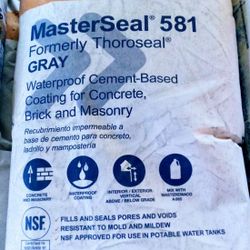 MasterSeal® 581
Formerly Thoroseal®
GRAY
Waterproof Cement-Based
Coating for Concrete,
Brick and Masonry
Recubrimiento impermeable a
base de cemento para concreto,
ladrillo y mampostería
CONCRETE
AND MASONRY
WATERPROOF
COATING
INTERIOR / EXTERIOR
VERTICAL
ABOVE / BELOW GRADE
MIX WITH
MASTEREMACO
A 660
NSF
✓ FILLS AND SEALS PORES AND VOIDS
✓ RESISTANT TO MOLD AND MILDEW
✓ NSF APPROVED FOR USE IN POTABLE WATER TANKS